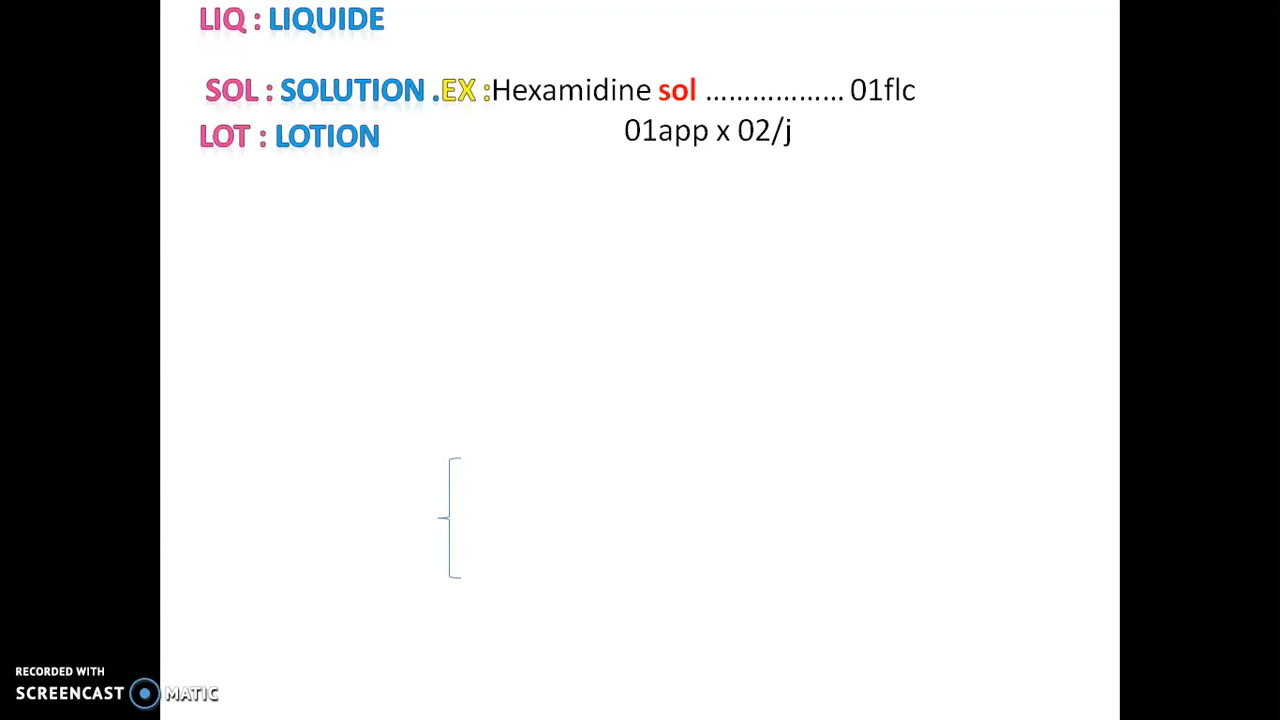 LIQ : LIQUIDE
SOL : SOLUTION .EX :Hexamidine sol .................. 01flc
01app x 02/j
LOT : LOTION
RECORDED WITH
SCREENCAST MATIC